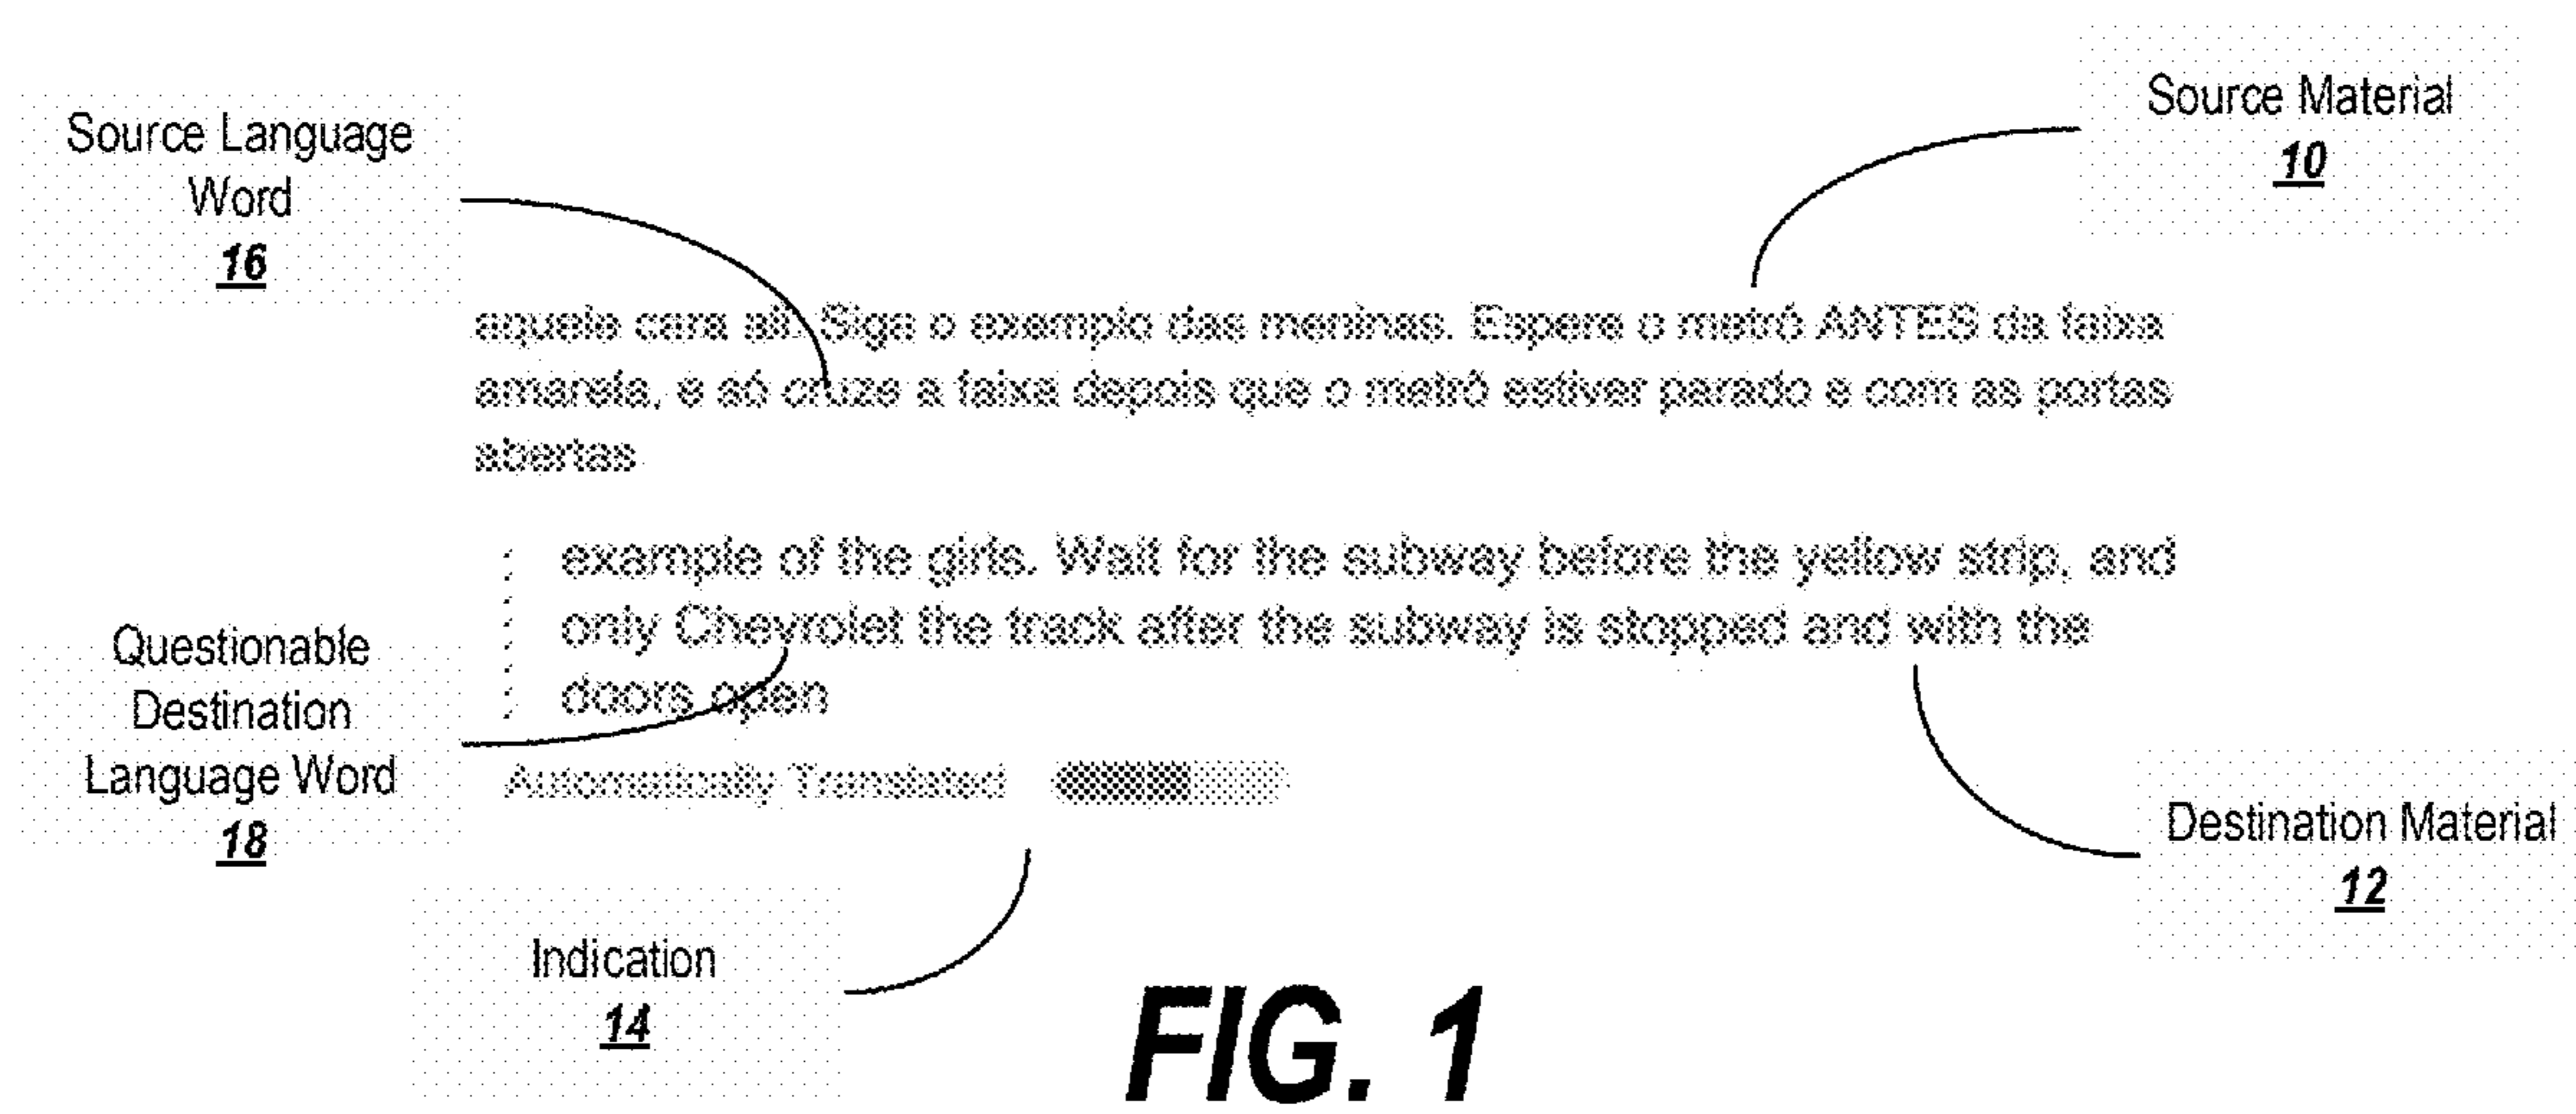 Source Material
10
Source Language
Word
16
aquele cara ali. Siga o exemplo das meninas. Espere o metrô ANTES da faixa
amarela, e só cruze a faixa depois que o metrô estiver parado e com as portas
abertas
example of the girls. Wait for the subway before the yellow strip, and
only Chevrolet the track after the subway is stopped and with the
doors open
Questionable
Destination
Language Word
18
Automatically Translated
Destination Material
12
Indication
14
FIG. 1